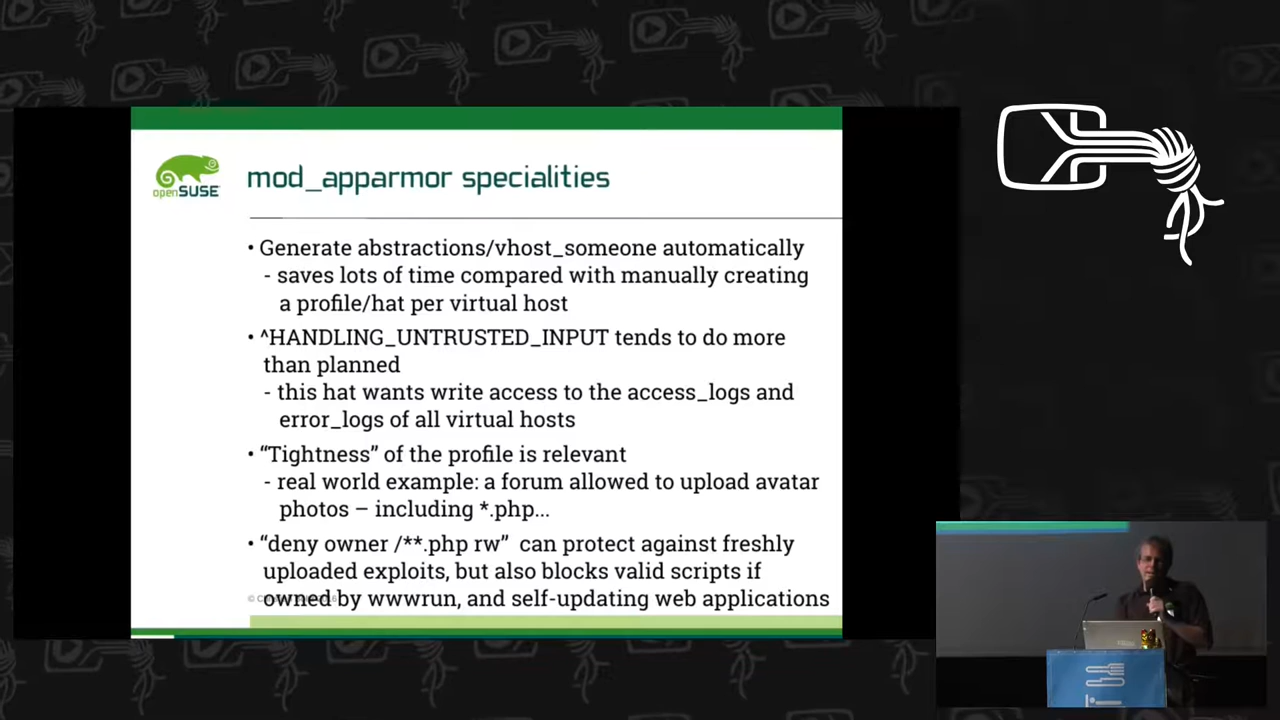 openSUSE
mod_apparmor specialities
• Generate abstractions/vhost_someone automatically
- saves lots of time compared with manually creating
a profile/hat per virtual host
• ^HANDLING_UNTRUSTED_INPUT tends to do more
than planned
- this hat wants write access to the access_logs and
error_logs of all virtual hosts
• “Tightness” of the profile is relevant
- real world example: a forum allowed to upload avatar
photos – including *.php...
• “deny owner /**.php rw” can protect against freshly
uploaded exploits, but also blocks valid scripts if
owned by wwwrun, and self-updating web applications